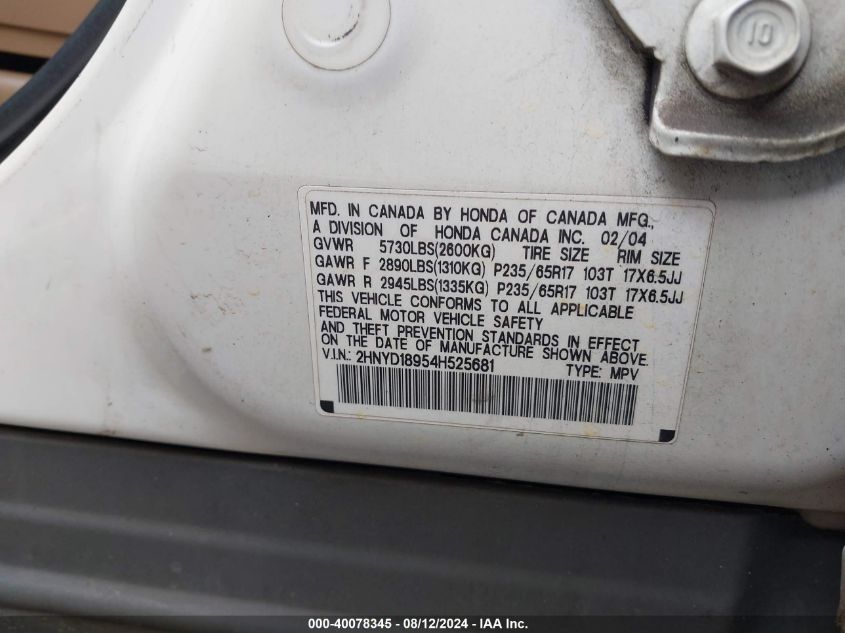 10
MFD. IN CANADA BY HONDA OF CANADA MFG.,
A DIVISION OF HONDA CANADA INC. 02/04
GVWR 5730LBS(2600KG) TIRE SIZE RIM SIZE
GAWR F 2890LBS(1310KG) P235/65R17 103T 17X6.5JJ
GAWR R 2945LBS(1335KG) P235/65R17 103T 17X6.5JJ
THIS VEHICLE CONFORMS TO ALL APPLICABLE
FEDERAL MOTOR VEHICLE SAFETY
AND THEFT PREVENTION STANDARDS IN EFFECT
ON THE DATE OF MANUFACTURE SHOWN ABOVE.
V.I.N.: 2HNYD18954H525681 TYPE: MPV
000-40078345 - 08/12/2024 - IAA Inc.